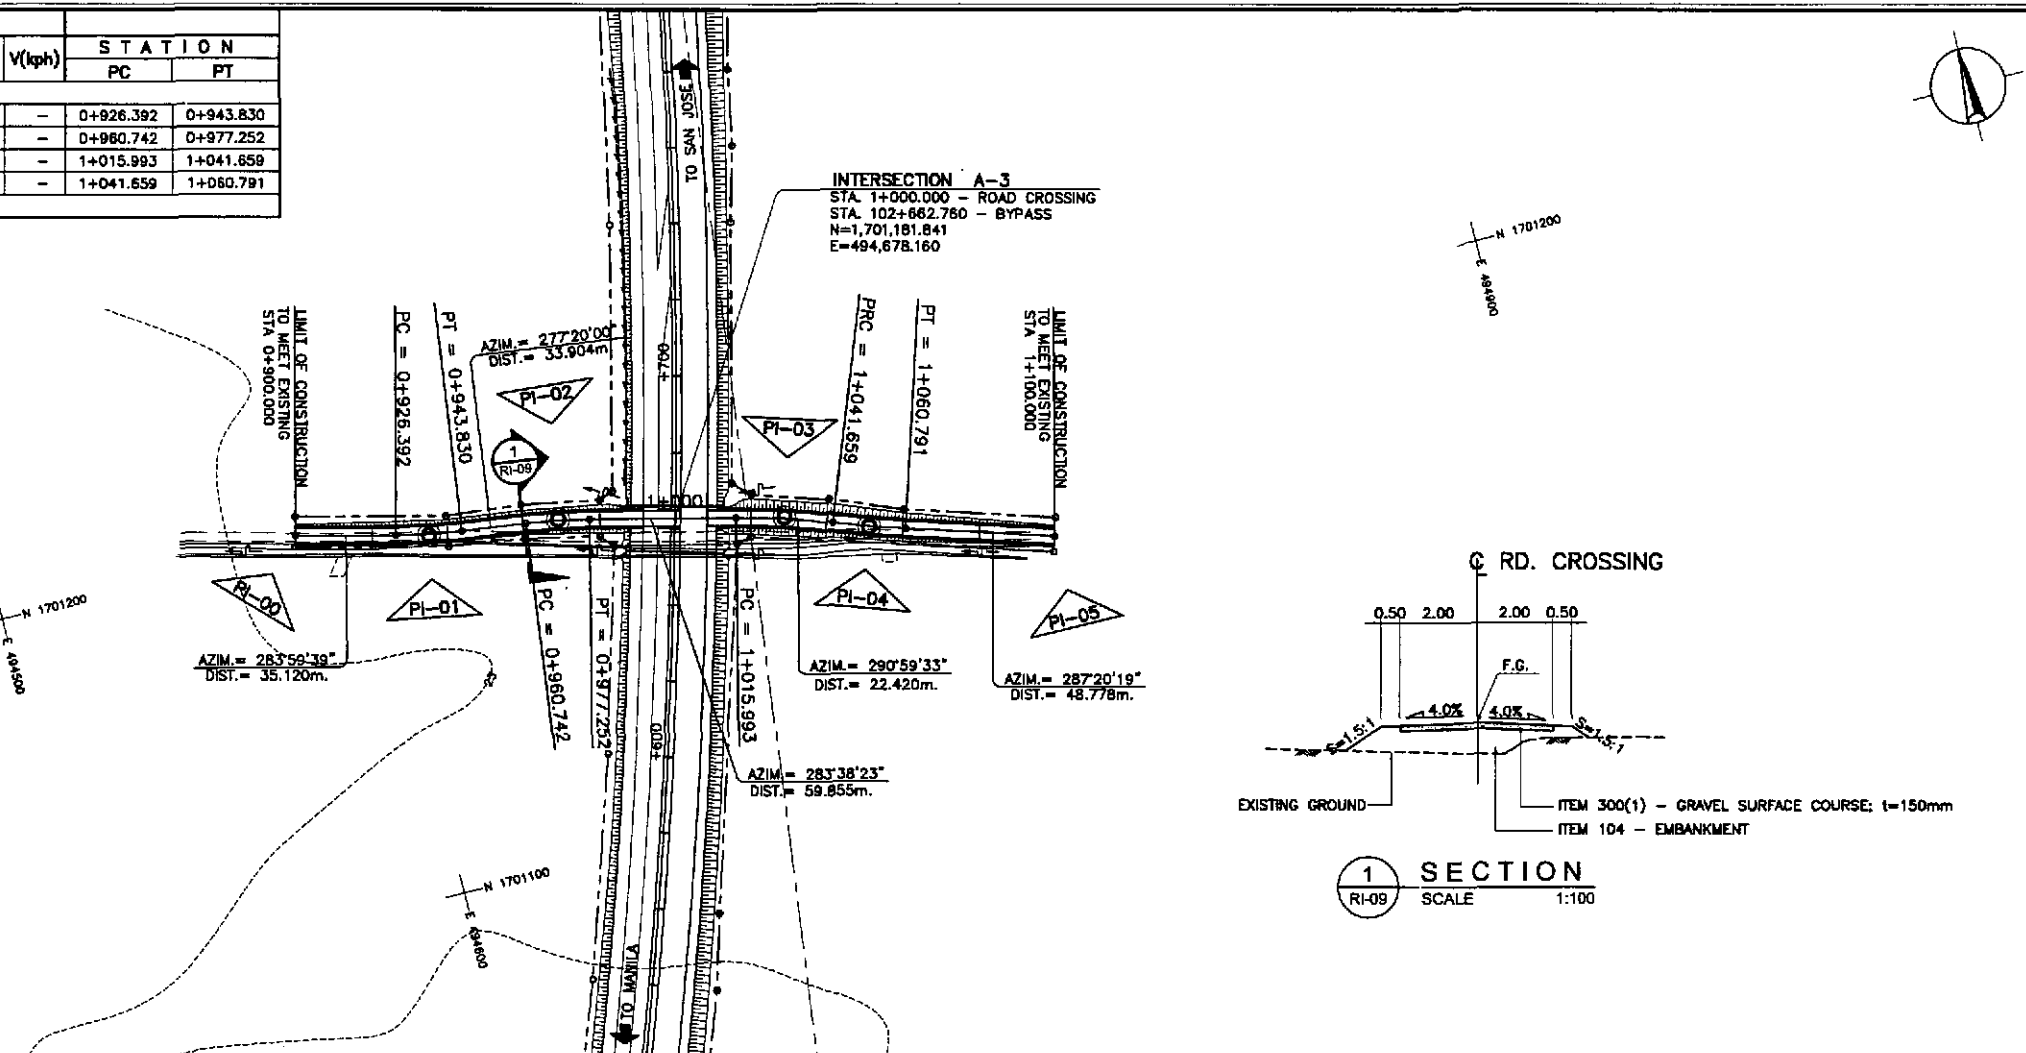 V(kph)
STATION
PC PT
- 0+926.392 0+943.830
- 0+960.742 0+977.252
- 1+015.993 1+041.659
- 1+041.659 1+060.791
TO SAN JOSE
INTERSECTION A-3
STA. 1+000.000 - ROAD CROSSING
STA. 102+662.760 - BYPASS
N=1,701,181.841
E=494,678.160
N 1701200
E 494900
LIMIT OF CONSTRUCTION
TO MEET EXISTING
STA 0+900.000
PC = 0+926.392
PT = 0+943.830
AZIM.= 277°20'00"
DIST.= 33.904m.
PI-02
1
RI-09
+700
PI-03
PRC = 1+041.659
PT = 1+060.791
LIMIT OF CONSTRUCTION
TO MEET EXISTING
STA 1+100.000
1+000
PI-00
PI-01
PC = 0+960.742
PT = 0+977.252
PC = 1+015.993
PI-04
PI-05
N 1701200
E 494500
AZIM.= 283°59'39"
DIST.= 35.120m.
AZIM.= 290°59'33"
DIST.= 22.420m.
AZIM.= 287°20'19"
DIST.= 48.778m.
+600
AZIM.= 283°38'23"
DIST.= 59.855m.
N 1701100
E 494600
TO MANILA
℄ RD. CROSSING
0.50 2.00 2.00 0.50
F.G.
4.0% 4.0%
S=1.5:1 S=1.5:1
EXISTING GROUND
ITEM 300(1) - GRAVEL SURFACE COURSE; t=150mm
ITEM 104 - EMBANKMENT
1
RI-09
SECTION
SCALE 1:100